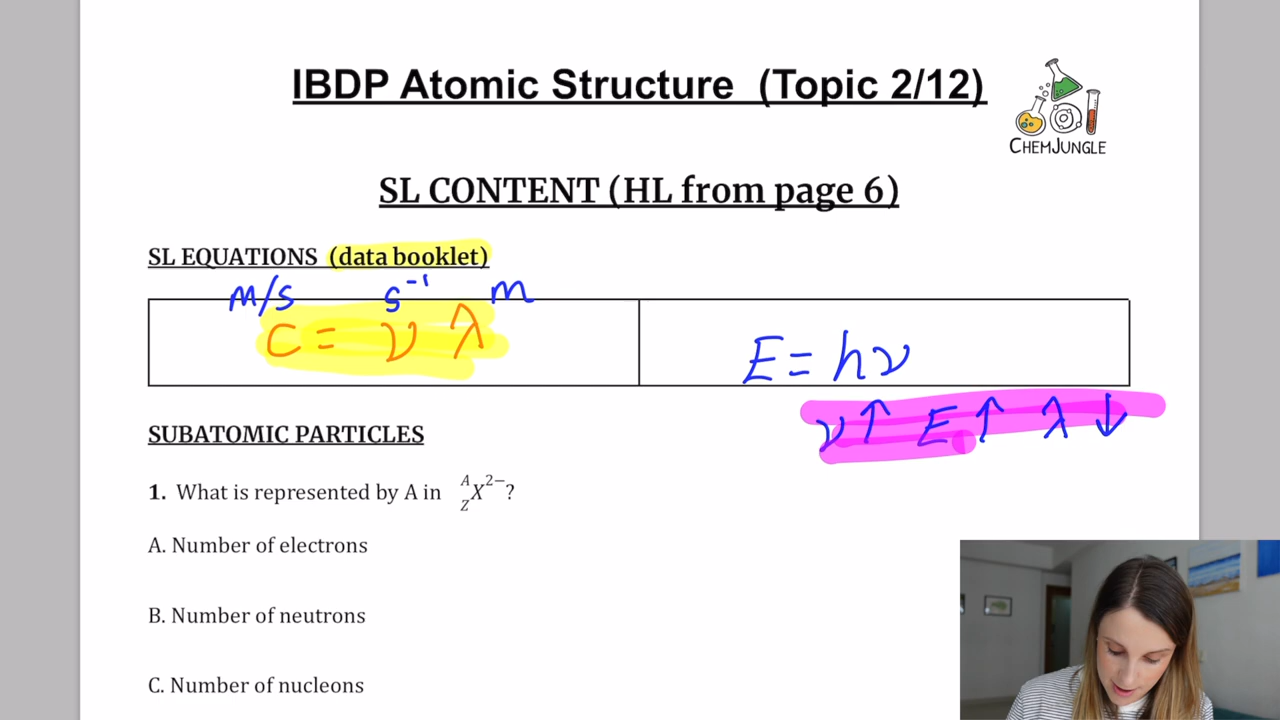 IBDP Atomic Structure (Topic 2/12)
CHEMJUNGLE
SL CONTENT (HL from page 6)
SL EQUATIONS (data booklet)
m/s s⁻¹ m
c = ν λ
E = hν
ν↑ E↑ λ↓
SUBATOMIC PARTICLES
1. What is represented by A in ᴬ_Z X²⁻?
A. Number of electrons
B. Number of neutrons
C. Number of nucleons